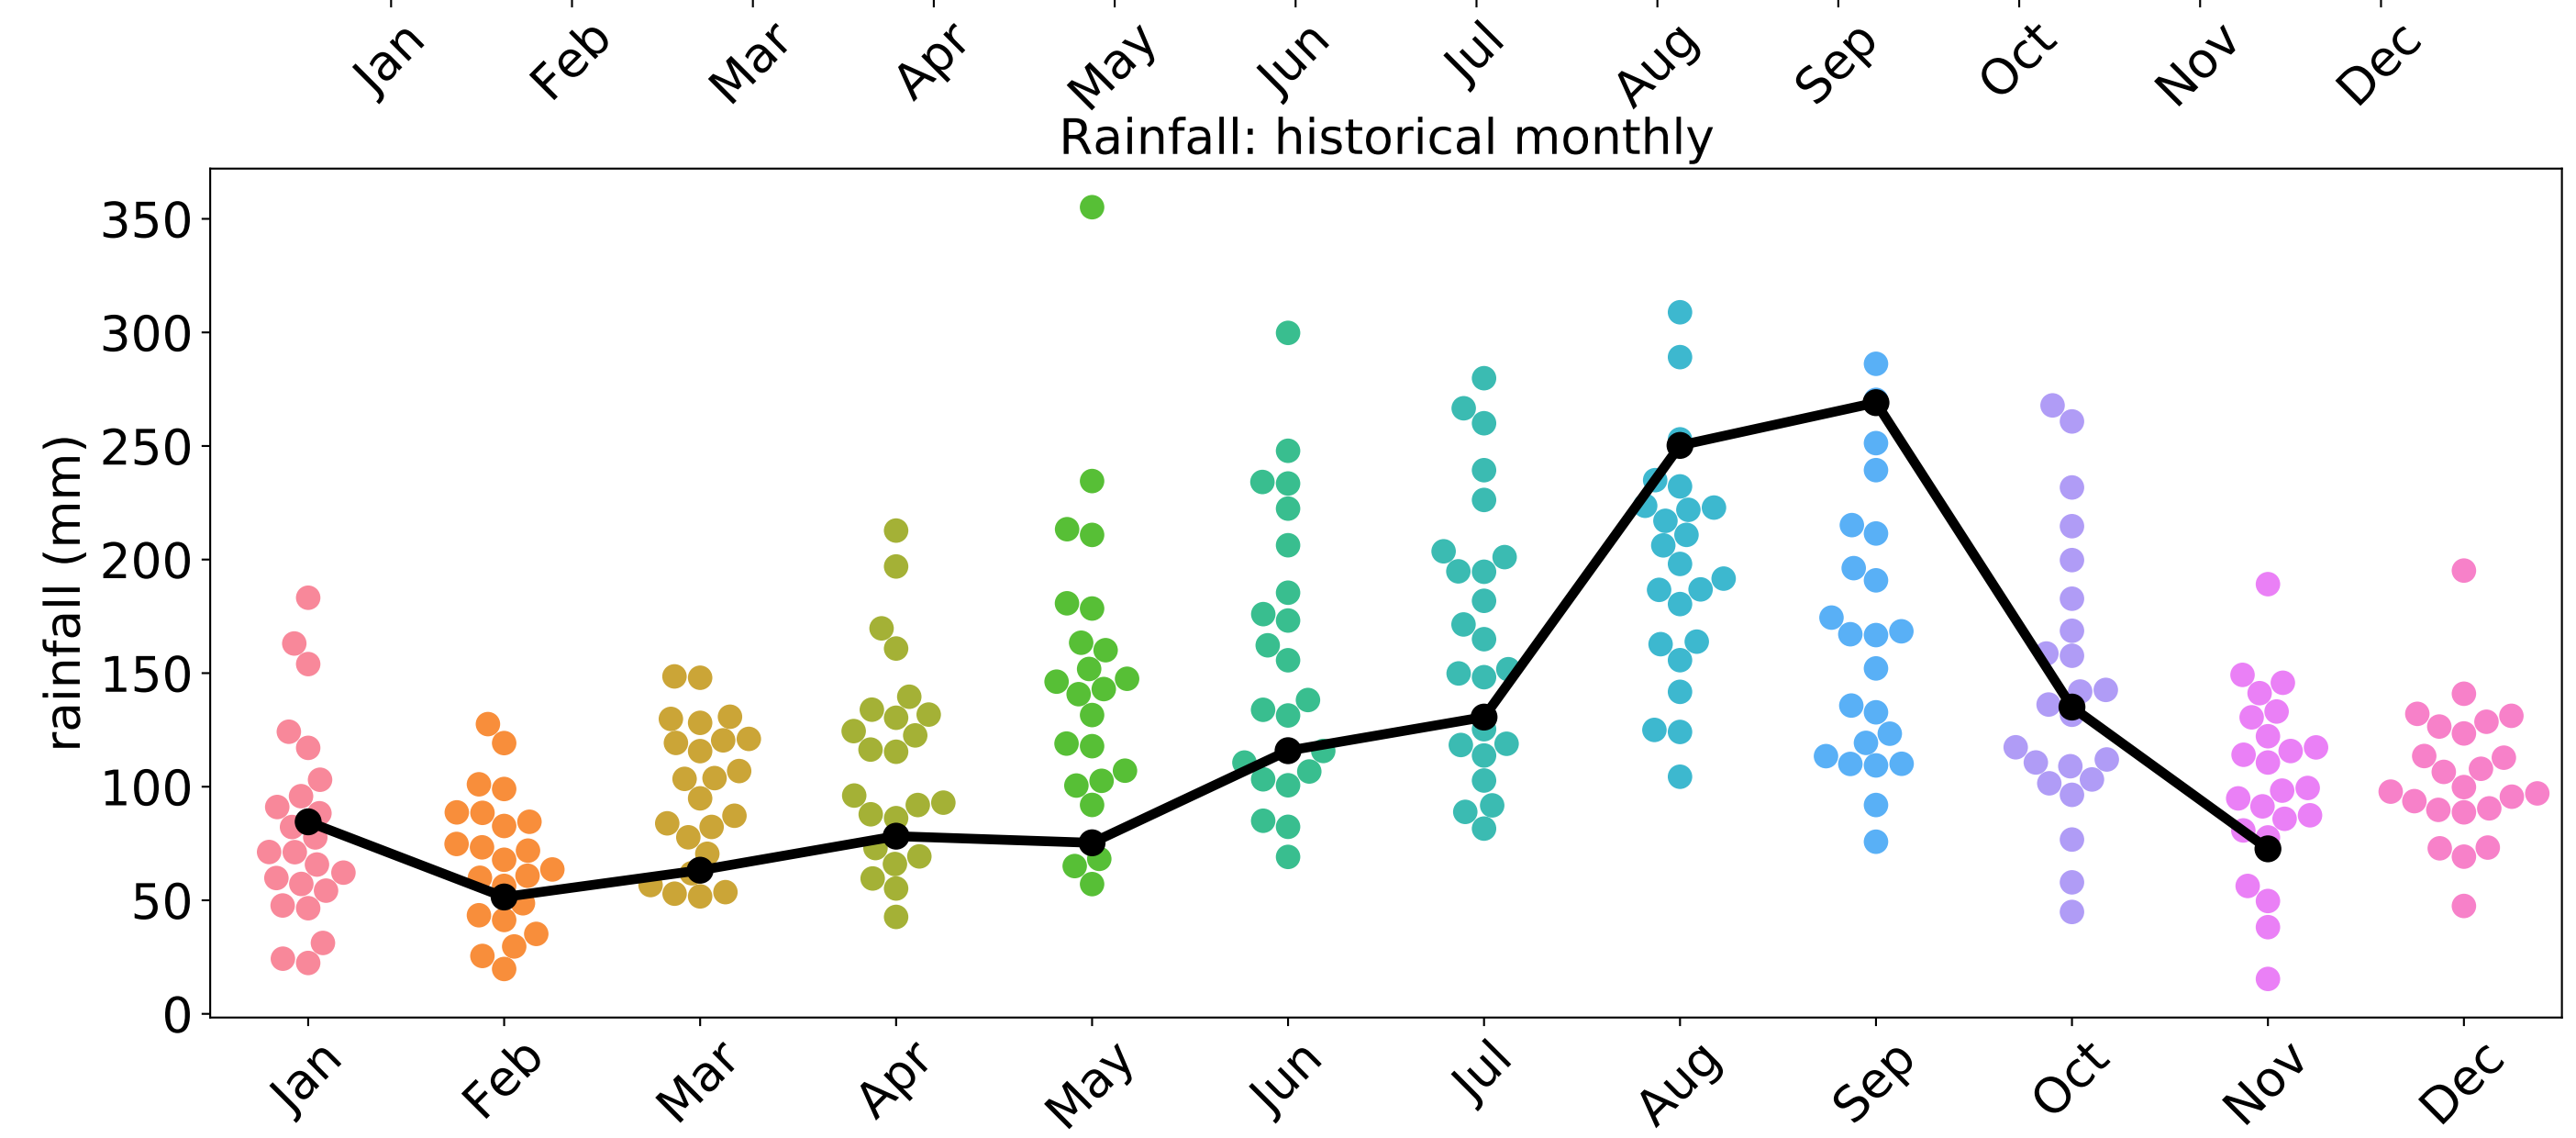 Jan Feb Mar Apr May Jun Jul Aug Sep Oct Nov Dec
Rainfall: historical monthly
rainfall (mm)
350
300
250
200
150
100
50
0
Jan Feb Mar Apr May Jun Jul Aug Sep Oct Nov Dec